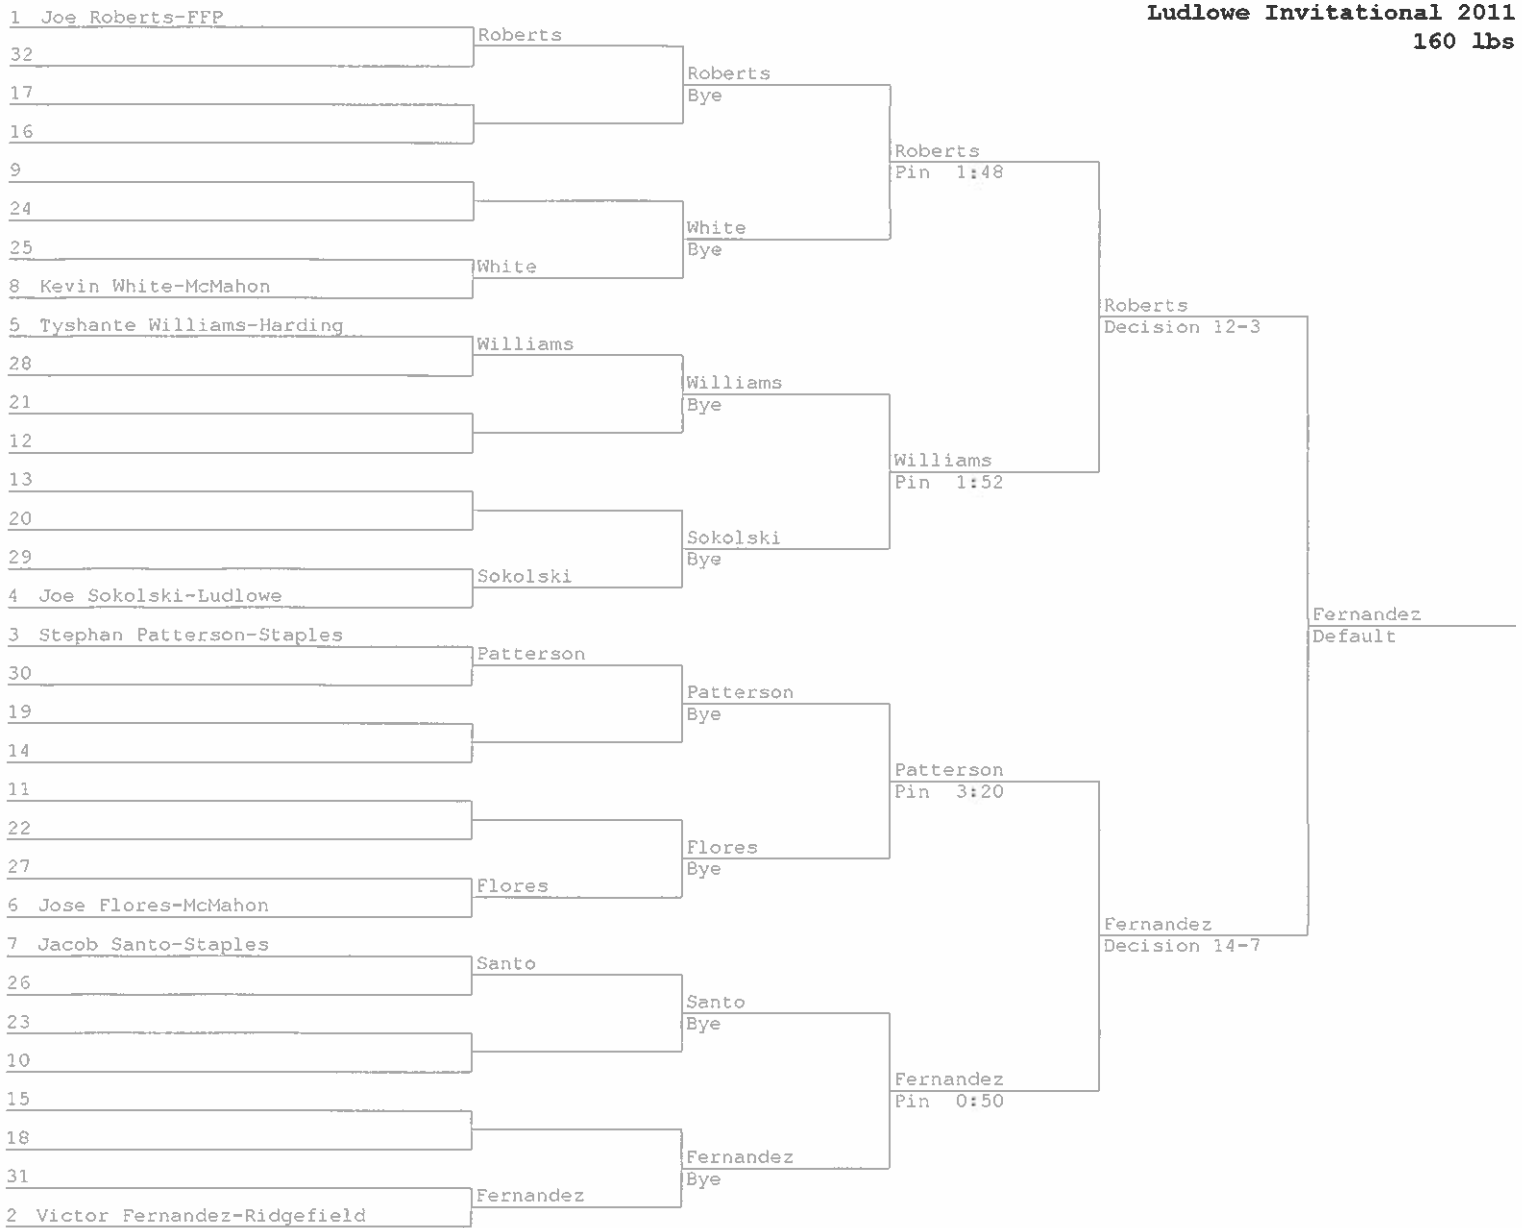 Ludlowe Invitational 2011
160 lbs
1 Joe Roberts-FFP
32
17
16
9
24
25
8 Kevin White-McMahon
5 Tyshante Williams-Harding
28
21
12
13
20
29
4 Joe Sokolski-Ludlowe
3 Stephan Patterson-Staples
30
19
14
11
22
27
6 Jose Flores-McMahon
7 Jacob Santo-Staples
26
23
10
15
18
31
2 Victor Fernandez-Ridgefield
Roberts
White
Williams
Sokolski
Patterson
Flores
Santo
Fernandez
Roberts
Bye
White
Bye
Williams
Bye
Sokolski
Bye
Patterson
Bye
Flores
Bye
Santo
Bye
Fernandez
Bye
Roberts
Pin 1:48
Williams
Pin 1:52
Patterson
Pin 3:20
Fernandez
Pin 0:50
Roberts
Decision 12-3
Fernandez
Decision 14-7
Fernandez
Default